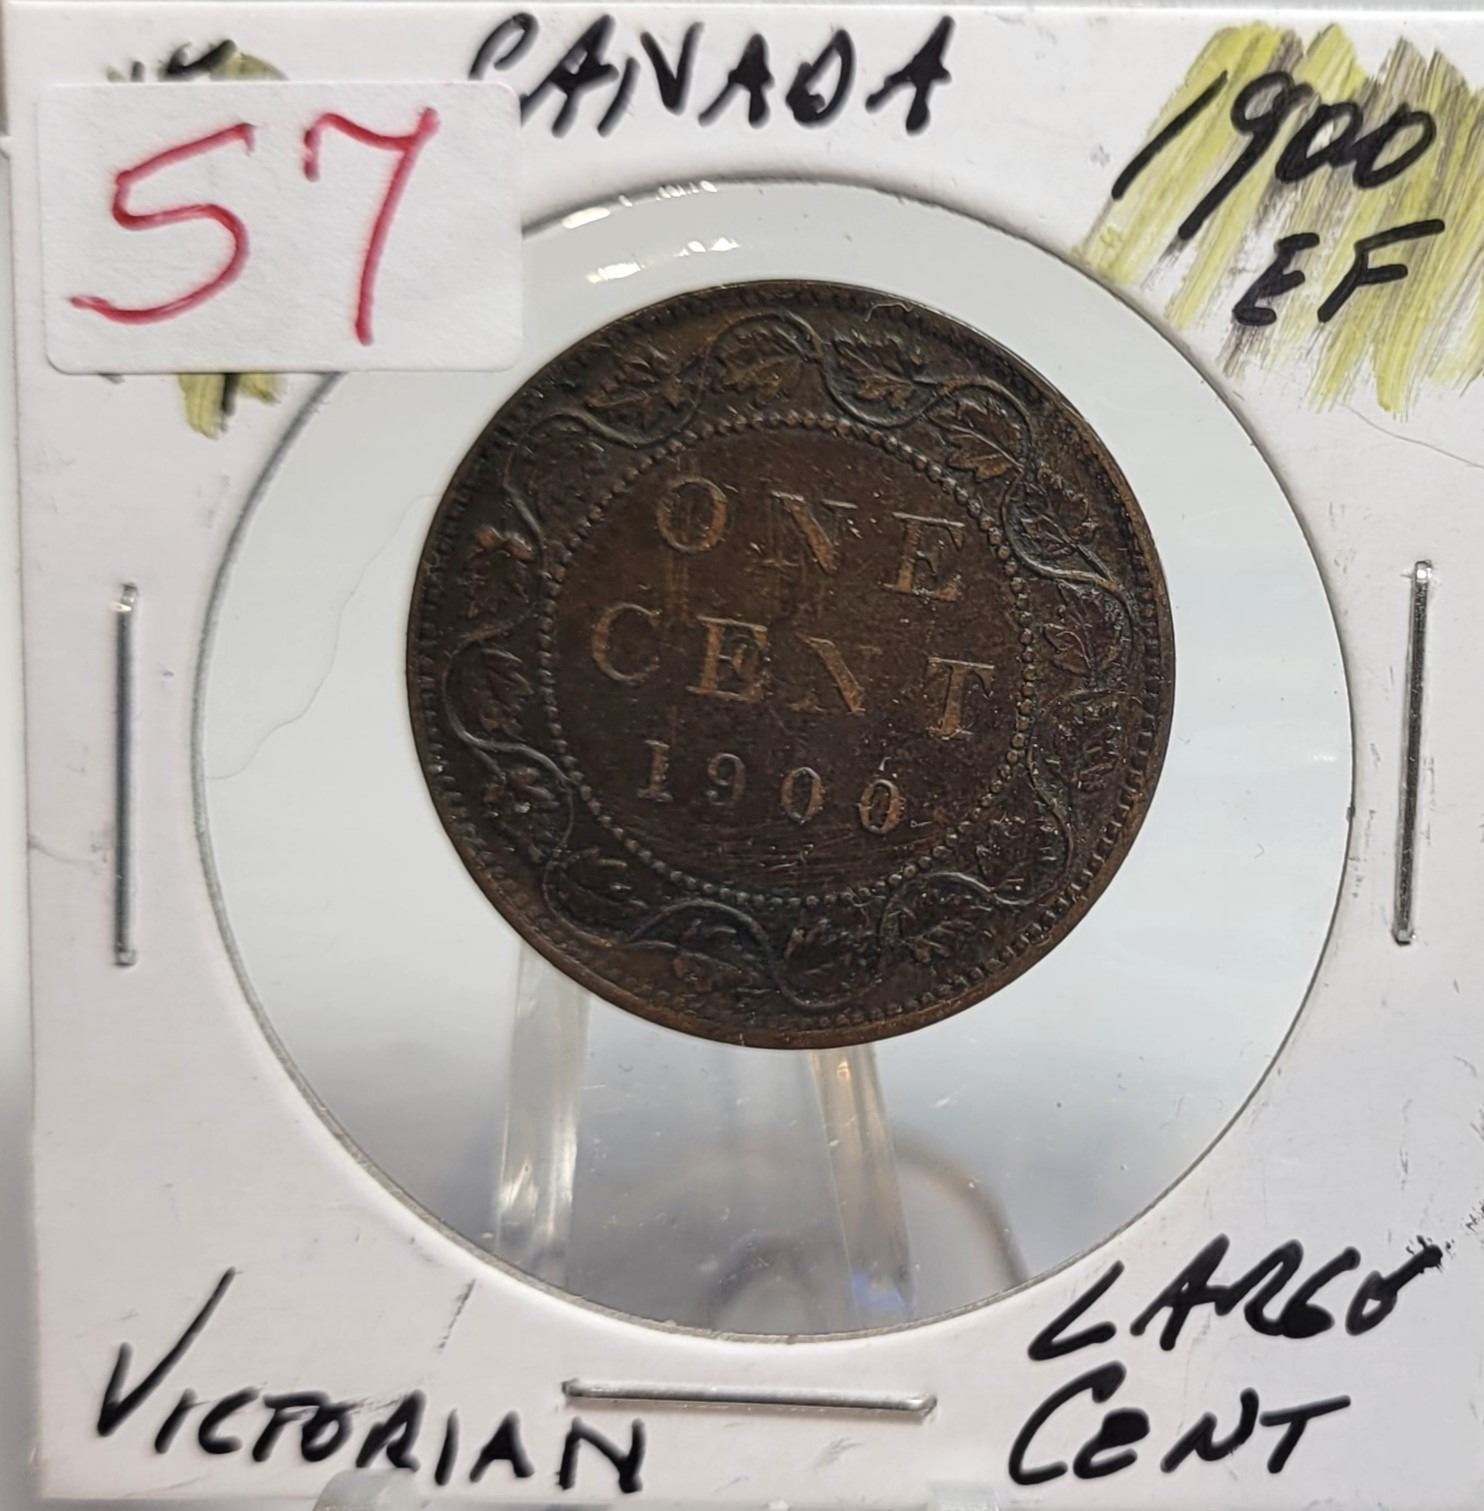 57
CANADA
1900
EF
ONE
CENT
1900
VICTORIAN
LARGE
CENT